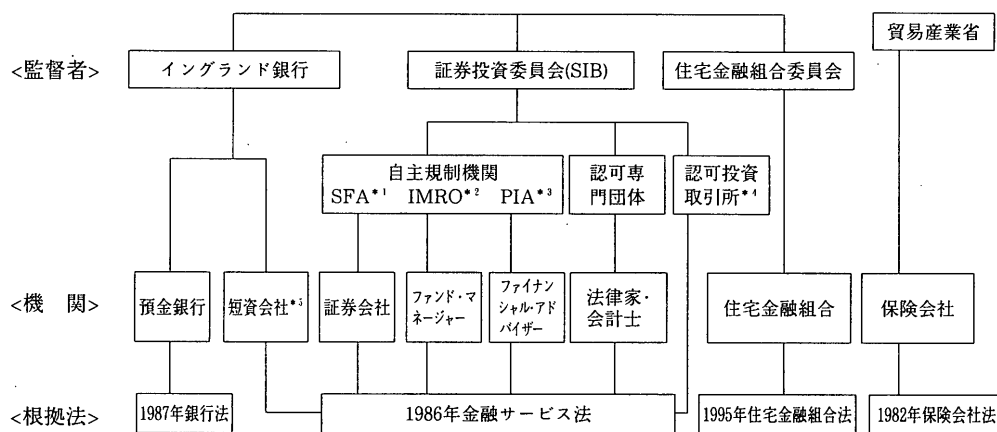 貿易産業省
<監督者>
イングランド銀行
証券投資委員会(SIB)
住宅金融組合委員会
自主規制機関
SFA*1 IMRO*2 PIA*3
認可専
門団体
認可投資
取引所*4
<機 関>
預金銀行
短資会社*5
証券会社
ファンド・マ
ネージャー
ファイナン
シャル・アド
バイザー
法律家・
会計士
住宅金融組合
保険会社
<根拠法>
1987年銀行法
1986年金融サービス法
1995年住宅金融組合法
1982年保険会社法